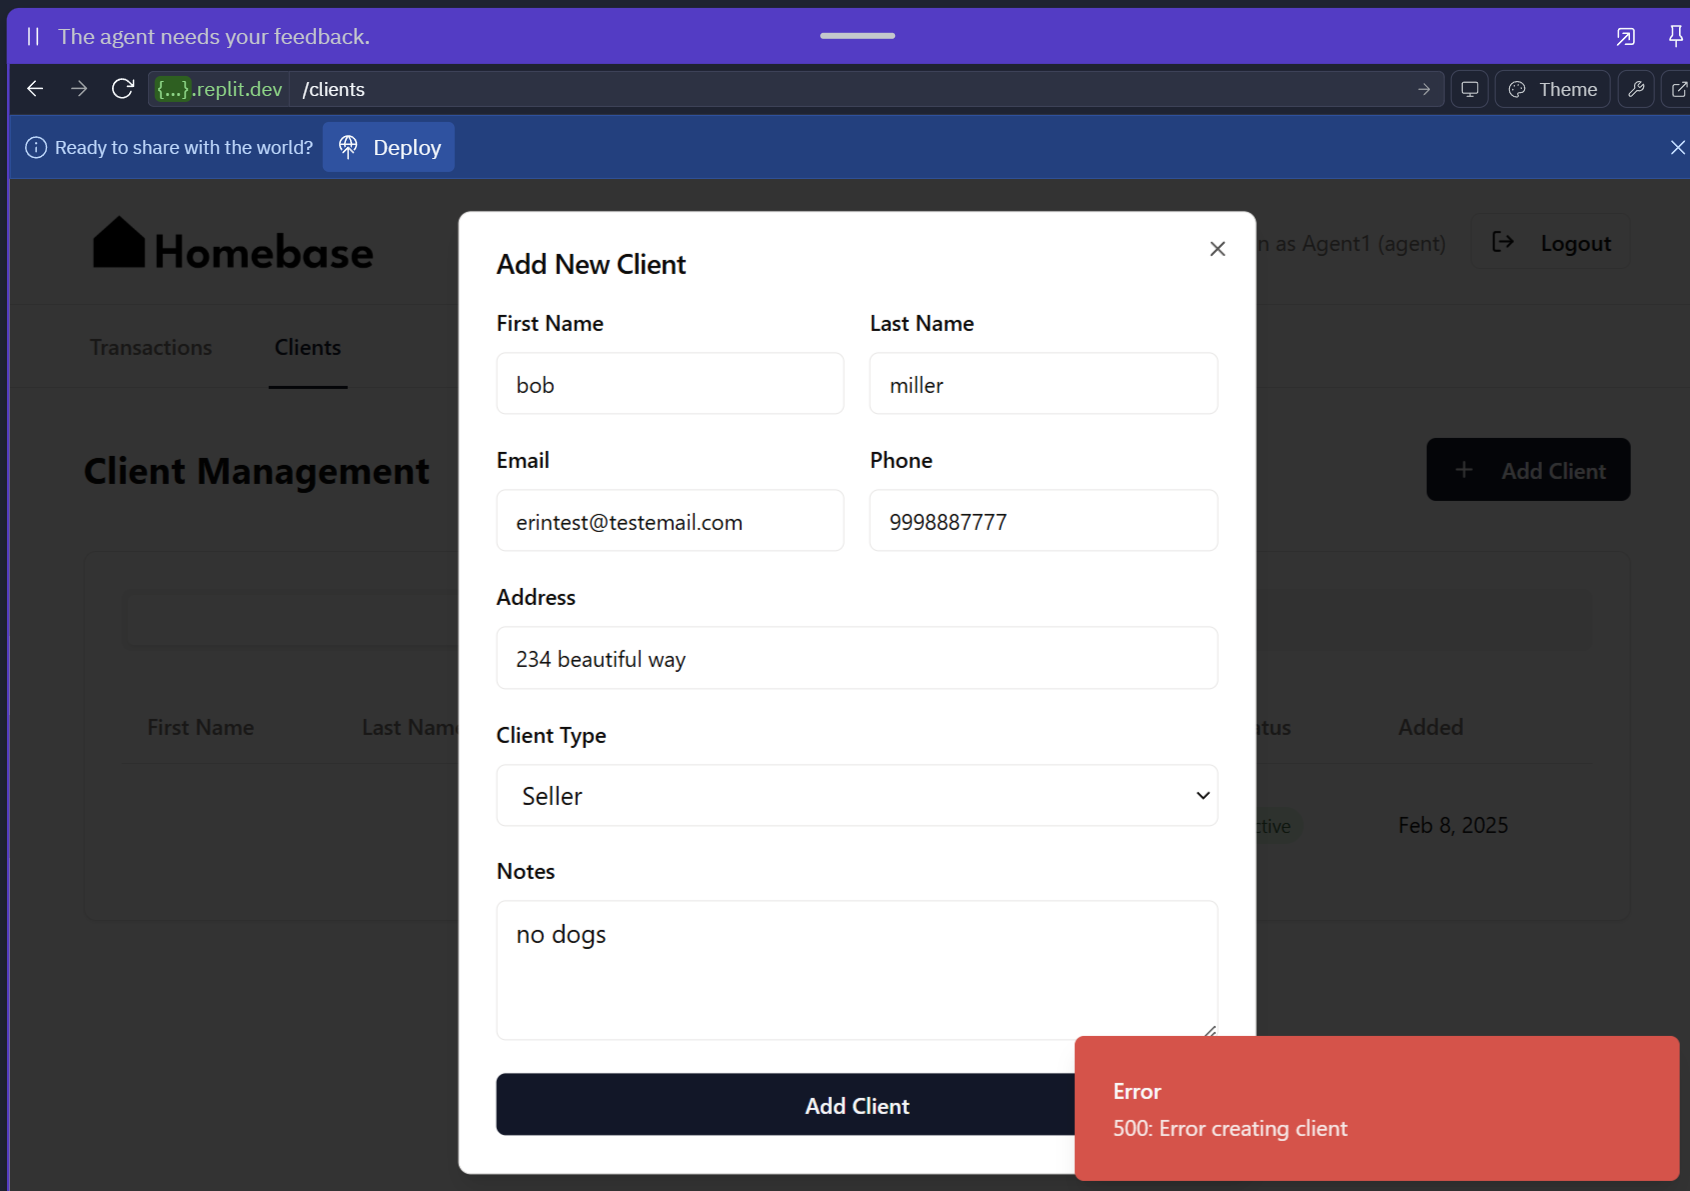 The agent needs your feedback.
{...}.replit.dev /clients
Theme
Ready to share with the world? Deploy
Homebase
n as Agent1 (agent) Logout
Transactions Clients
Client Management
Add Client
Add New Client
First Name Last Name
bob miller
Email Phone
erintest@testemail.com 9998887777
Address
234 beautiful way
Client Type
Seller
Notes
no dogs
Add Client
First Name Last Name atus Added
ctive Feb 8, 2025
Error
500: Error creating client